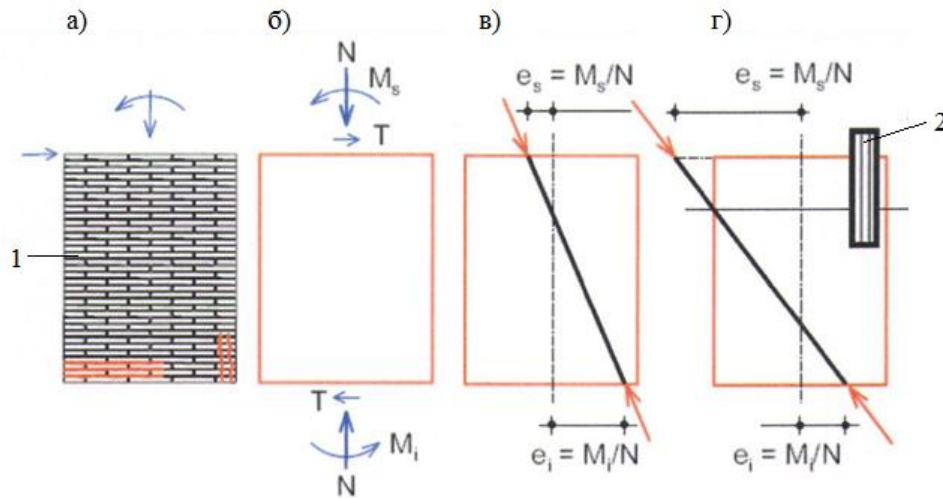 а) б) в) г)
N
M_s
T
e_s = M_s/N
e_s = M_s/N
2
1
T
M_i
N
e_i = M_i/N
e_i = M_i/N